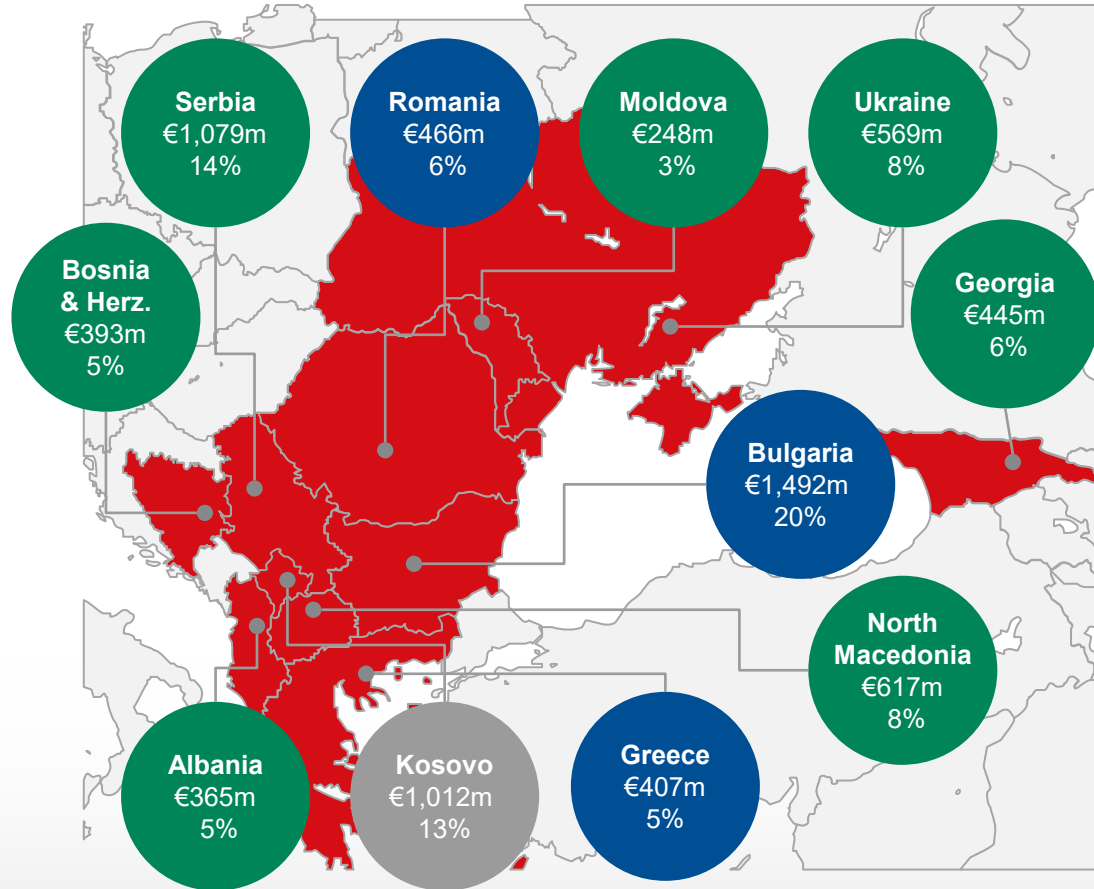 Serbia
€1,079m
14%
Romania
€466m
6%
Moldova
€248m
3%
Ukraine
€569m
8%
Bosnia
& Herz.
€393m
5%
Georgia
€445m
6%
Bulgaria
€1,492m
20%
North
Macedonia
€617m
8%
Albania
€365m
5%
Kosovo
€1,012m
13%
Greece
€407m
5%